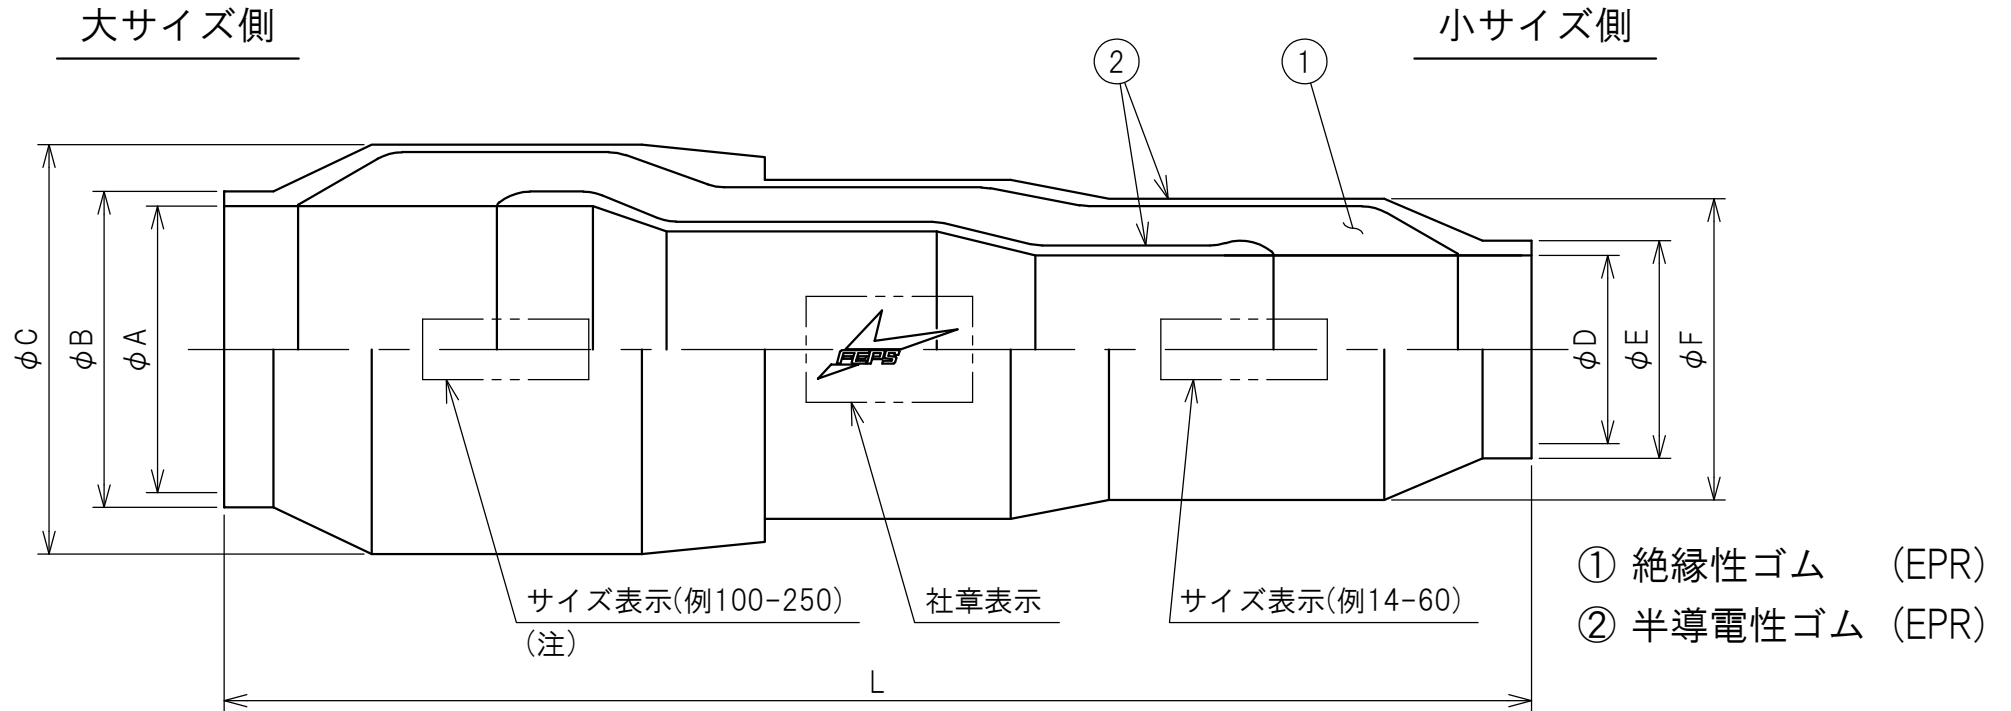 大サイズ側
小サイズ側
② ①
φC
φB
φA
FEPS
φD
φE
φF
サイズ表示(例100-250)
(注)
社章表示
サイズ表示(例14-60)
① 絶縁性ゴム (EPR)
② 半導電性ゴム (EPR)
L